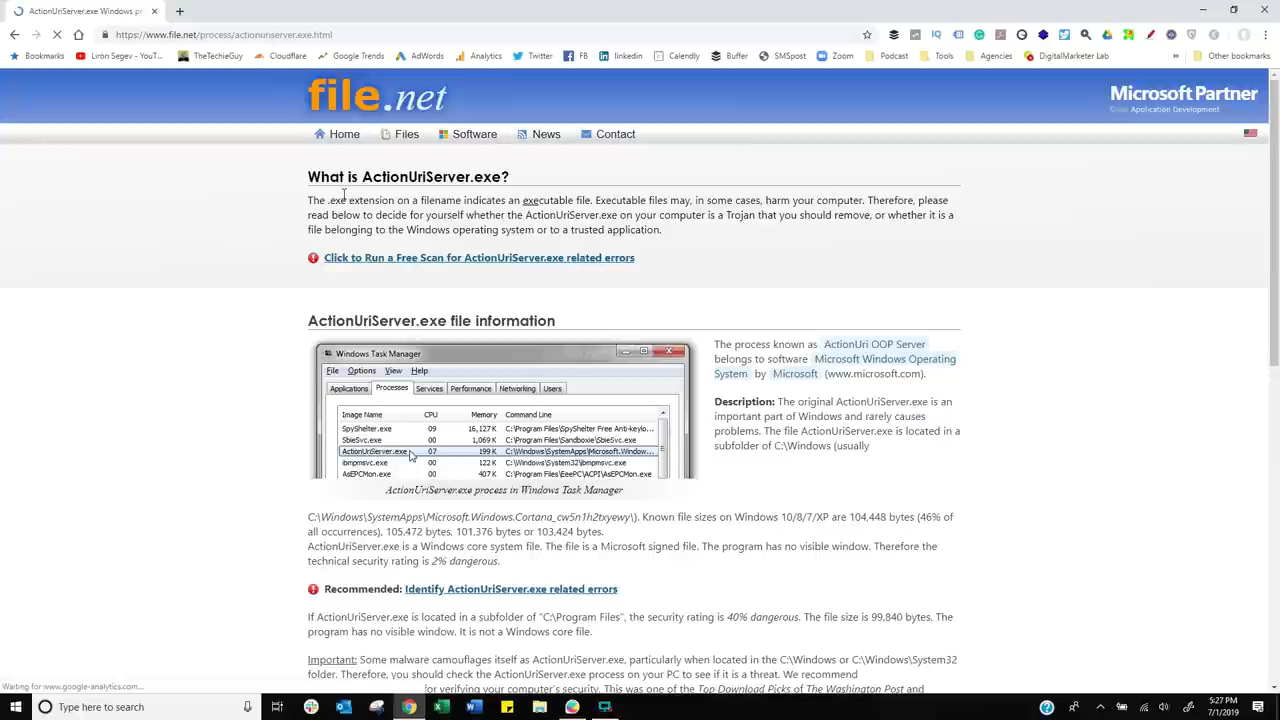 ActionUriServer.exe Windows pr
https://www.file.net/process/actionuriserver.exe.html
Bookmarks Liron Segev - YouT... TheTechieGuy Cloudflare Google Trends AdWords Analytics Twitter FB linkedin Calendly Buffer SMSpost Zoom Podcast Tools Agencies DigitalMarketer Lab » Other bookmarks
file.net
Microsoft Partner
Application Development
Home Files Software News Contact
What is ActionUriServer.exe?
The .exe extension on a filename indicates an executable file. Executable files may, in some cases, harm your computer. Therefore, please
read below to decide for yourself whether the ActionUriServer.exe on your computer is a Trojan that you should remove, or whether it is a
file belonging to the Windows operating system or to a trusted application.
Click to Run a Free Scan for ActionUriServer.exe related errors
ActionUriServer.exe file information
Windows Task Manager
File Options View Help
Applications Processes Services Performance Networking Users
Image Name CPU Memory Command Line
SpyShelter.exe 09 16,127 K C:\Program Files\SpyShelter Free Anti-keylo...
SbieSvc.exe 00 1,069 K C:\Program Files\Sandboxie\SbieSvc.exe
ActionUriServer.exe 07 199 K C:\Windows\SystemApps\Microsoft.Window...
ibmpmsvc.exe 00 122 K C:\Windows\System32\ibmpmsvc.exe
AsEPCMon.exe 00 407 K C:\Program Files\EeePC\ACPI\AsEPCMon.exe
ActionUriServer.exe process in Windows Task Manager
The process known as ActionUri OOP Server
belongs to software Microsoft Windows Operating
System by Microsoft (www.microsoft.com).
Description: The original ActionUriServer.exe is an
important part of Windows and rarely causes
problems. The file ActionUriServer.exe is located in a
subfolder of C:\Windows (usually
C:\Windows\SystemApps\Microsoft.Windows.Cortana_cw5n1h2txyewy\). Known file sizes on Windows 10/8/7/XP are 104,448 bytes (46% of
all occurrences), 105,472 bytes, 101,376 bytes or 103,424 bytes.
ActionUriServer.exe is a Windows core system file. The file is a Microsoft signed file. The program has no visible window. Therefore the
technical security rating is 2% dangerous.
Recommended: Identify ActionUriServer.exe related errors
If ActionUriServer.exe is located in a subfolder of "C:\Program Files", the security rating is 40% dangerous. The file size is 99,840 bytes. The
program has no visible window. It is not a Windows core file.
Important: Some malware camouflages itself as ActionUriServer.exe, particularly when located in the C:\Windows or C:\Windows\System32
folder. Therefore, you should check the ActionUriServer.exe process on your PC to see if it is a threat. We recommend
for verifying your computer's security. This was one of the Top Download Picks of The Washington Post and
Waiting for www.google-analytics.com...
Type here to search
5:27 PM
7/1/2019